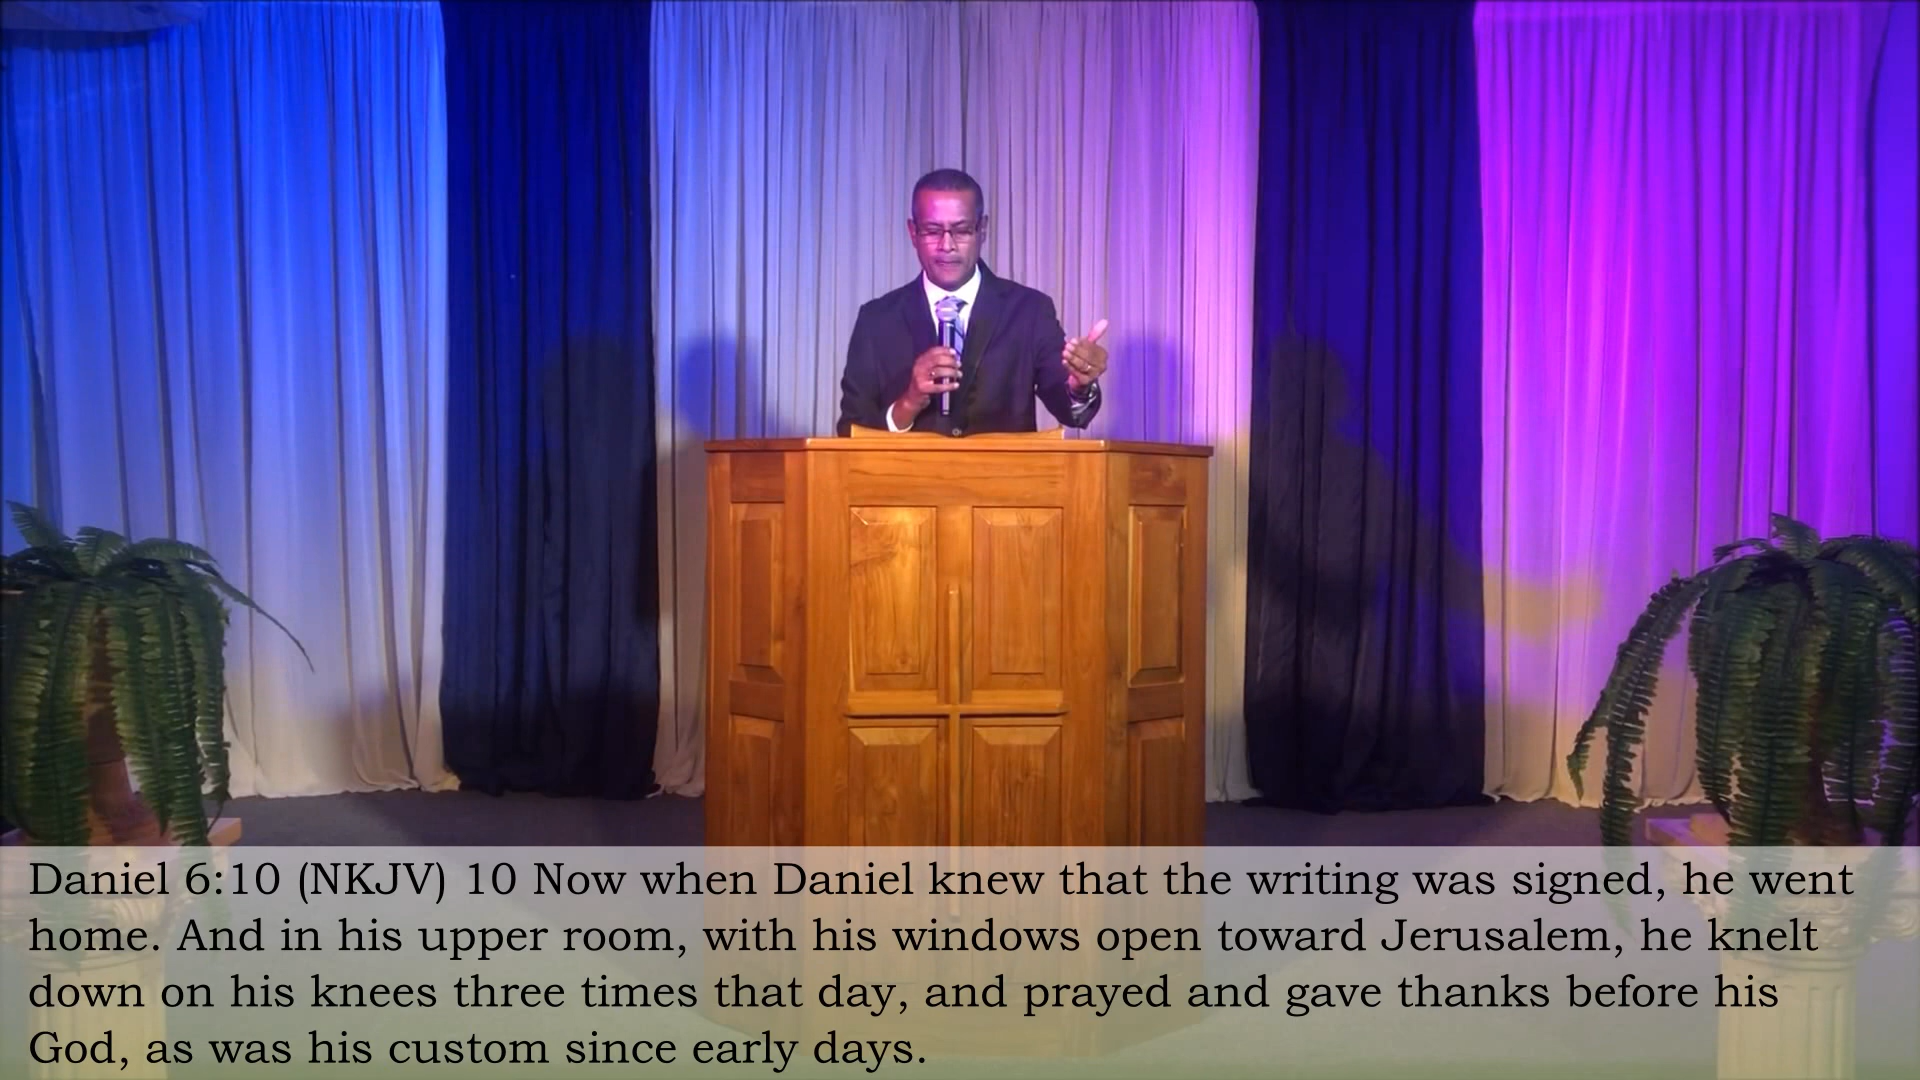 Daniel 6:10 (NKJV) 10 Now when Daniel knew that the writing was signed, he went
home. And in his upper room, with his windows open toward Jerusalem, he knelt
down on his knees three times that day, and prayed and gave thanks before his
God, as was his custom since early days.